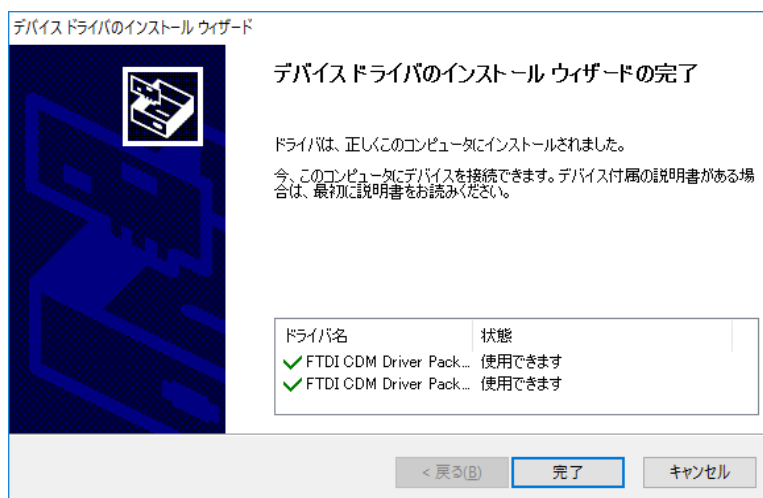 デバイス ドライバのインストール ウィザード
デバイス ドライバのインストール ウィザードの完了
ドライバは、正しくこのコンピュータにインストールされました。
今、このコンピュータにデバイスを接続できます。デバイス付属の説明書がある場
合は、最初に説明書をお読みください。
ドライバ名 状態
FTDI CDM Driver Pack... 使用できます
FTDI CDM Driver Pack... 使用できます
< 戻る(B) 完了 キャンセル